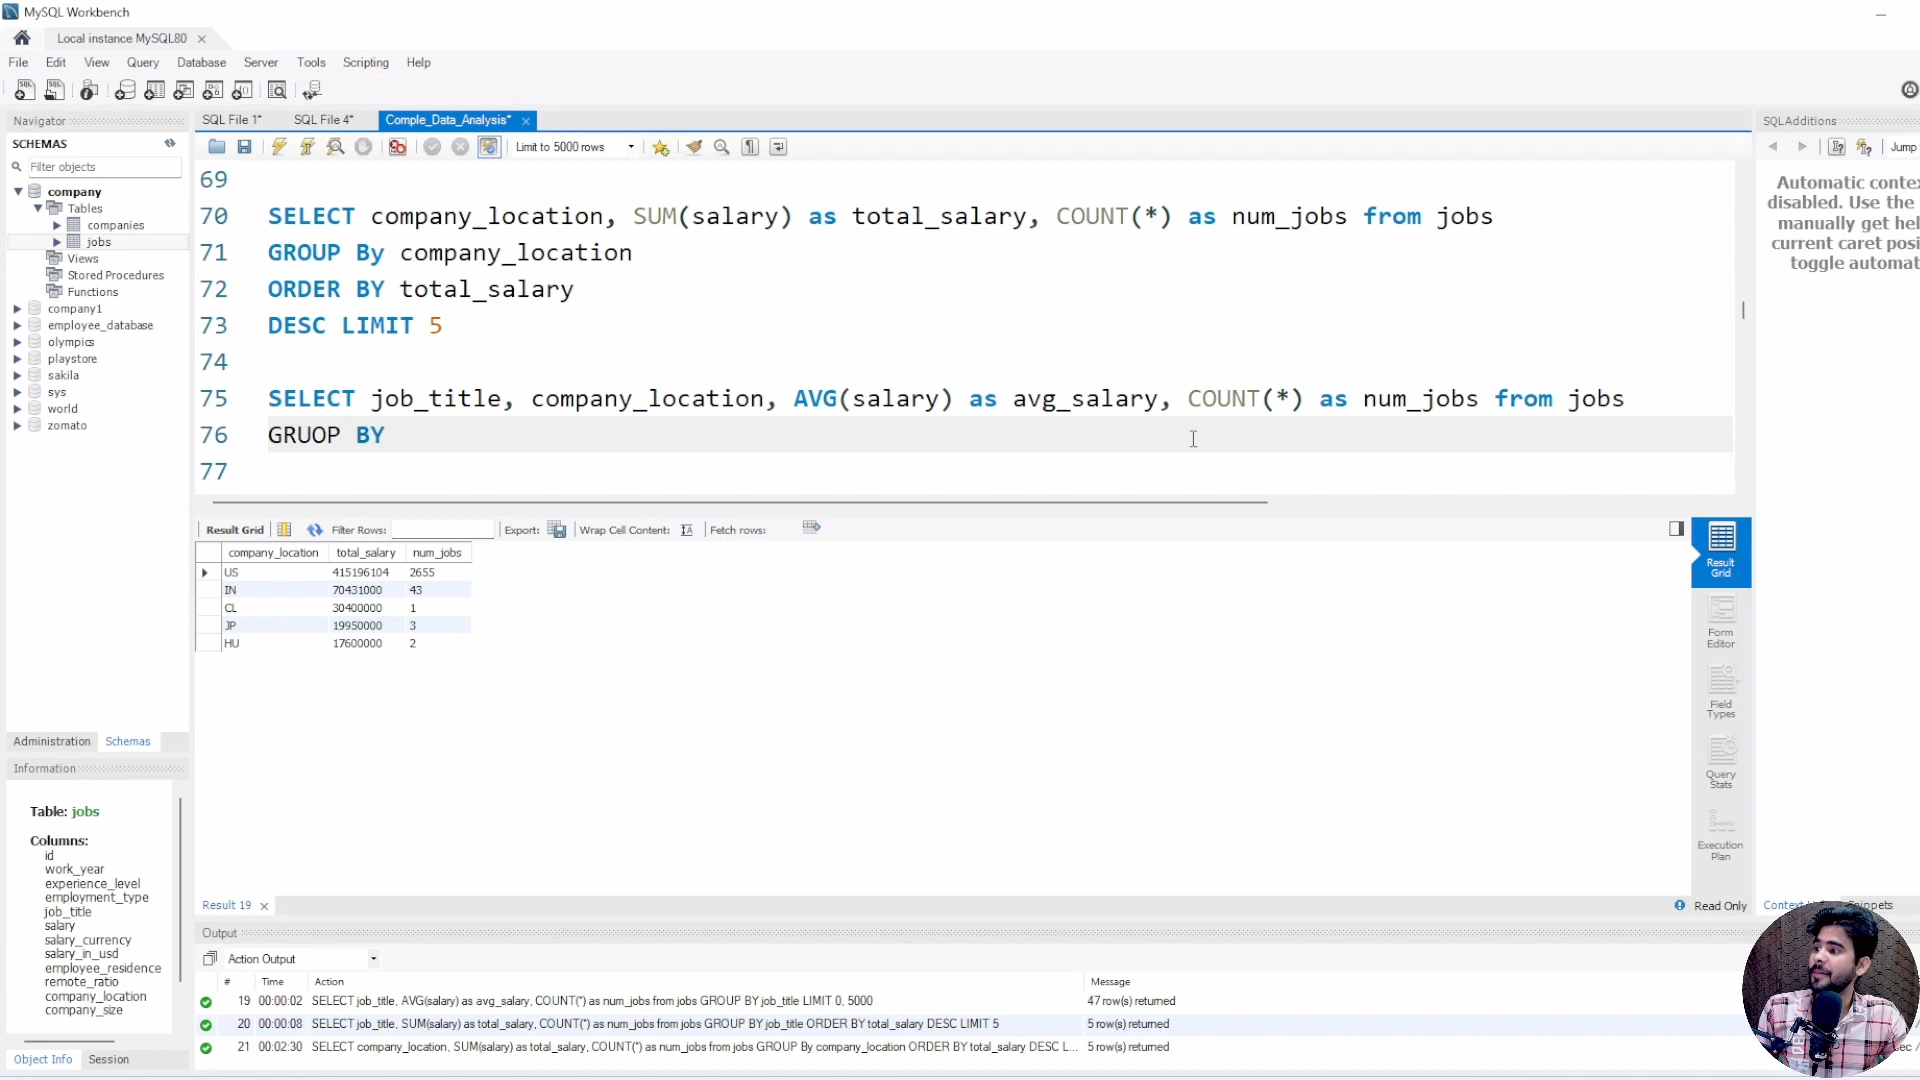 MySQL Workbench
Local instance MySQL80
File Edit View Query Database Server Tools Scripting Help
Navigator
SCHEMAS
Filter objects
company
Tables
companies
jobs
Views
Stored Procedures
Functions
company1
employee_database
olympics
playstore
sakila
sys
world
zomato
Administration Schemas
Information
Table: jobs
Columns:
id
work_year
experience_level
employment_type
job_title
salary
salary_currency
salary_in_usd
employee_residence
remote_ratio
company_location
company_size
Object Info Session
SQL File 1* SQL File 4* Comple_Data_Analysis*
Limit to 5000 rows
69
70 SELECT company_location, SUM(salary) as total_salary, COUNT(*) as num_jobs from jobs
71 GROUP By company_location
72 ORDER BY total_salary
73 DESC LIMIT 5
74
75 SELECT job_title, company_location, AVG(salary) as avg_salary, COUNT(*) as num_jobs from jobs
76 GRUOP BY
77
Result Grid Filter Rows: Export: Wrap Cell Content: Fetch rows:
company_location total_salary num_jobs
US 415196104 2655
IN 70431000 43
CL 30400000 1
JP 19950000 3
HU 17600000 2
Result Grid
Form Editor
Field Types
Query Stats
Execution Plan
Result 19
Read Only
Output
Action Output
# Time Action Message
19 00:00:02 SELECT job_title, AVG(salary) as avg_salary, COUNT(*) as num_jobs from jobs GROUP BY job_title LIMIT 0, 5000 47 row(s) returned
20 00:00:08 SELECT job_title, SUM(salary) as total_salary, COUNT(*) as num_jobs from jobs GROUP BY job_title ORDER BY total_salary DESC LIMIT 5 5 row(s) returned
21 00:02:30 SELECT company_location, SUM(salary) as total_salary, COUNT(*) as num_jobs from jobs GROUP By company_location ORDER BY total_salary DESC L... 5 row(s) returned
SQLAdditions
Jump
Automatic contex
disabled. Use the
manually get hel
current caret posi
toggle automat